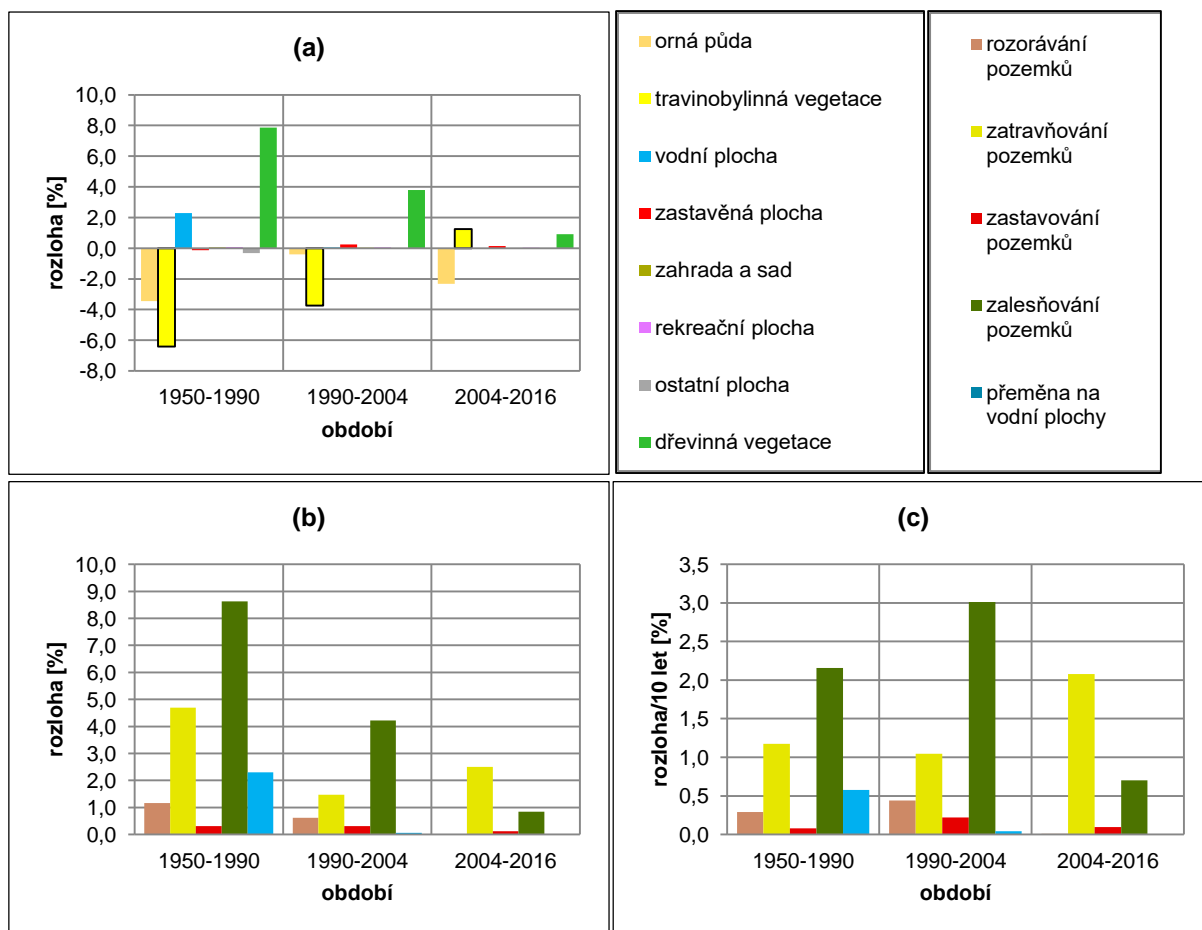 (a)
rozloha [%]
10,0
8,0
6,0
4,0
2,0
0,0
-2,0
-4,0
-6,0
-8,0
1950-1990
1990-2004
2004-2016
období
orná půda
travinobylinná vegetace
vodní plocha
zastavěná plocha
zahrada a sad
rekreační plocha
ostatní plocha
dřevinná vegetace
rozorávání
pozemků
zatravňování
pozemků
zastavování
pozemků
zalesňování
pozemků
přeměna na
vodní plochy
(b)
rozloha [%]
10,0
9,0
8,0
7,0
6,0
5,0
4,0
3,0
2,0
1,0
0,0
1950-1990
1990-2004
2004-2016
období
(c)
rozloha/10 let [%]
3,5
3,0
2,5
2,0
1,5
1,0
0,5
0,0
1950-1990
1990-2004
2004-2016
období